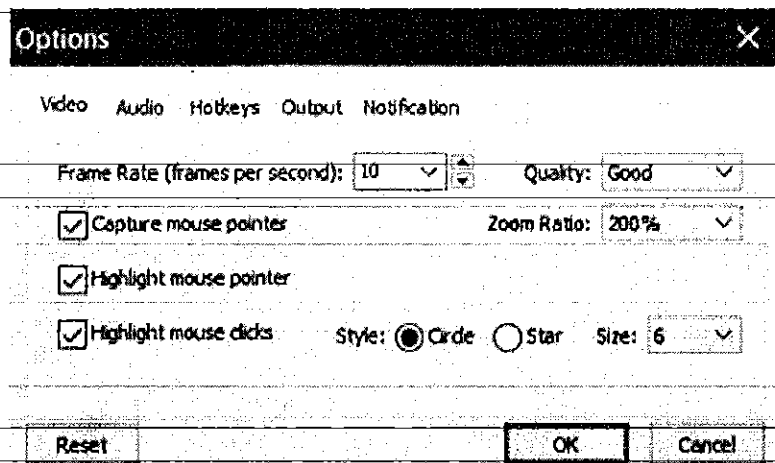 Options
Video Audio Hotkeys Output Notification
Frame Rate (frames per second): 10 Quality: Good
Capture mouse pointer Zoom Ratio: 200%
Highlight mouse pointer
Highlight mouse clicks Style: Circle Star Size: 6
Reset OK Cancel